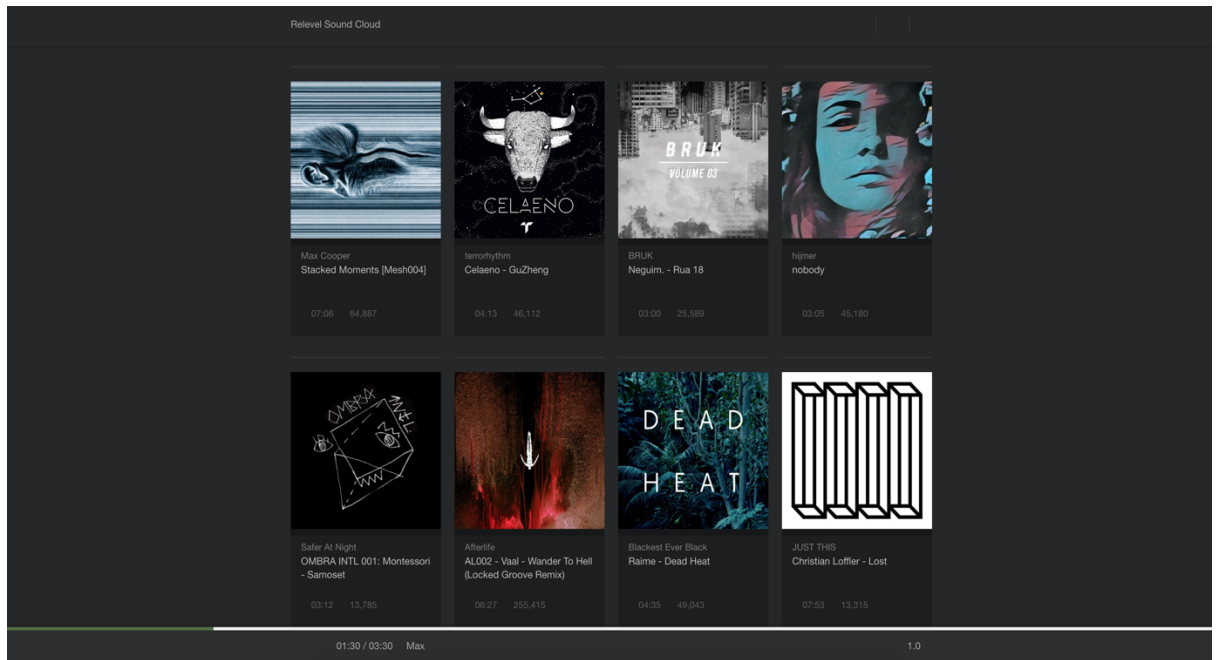 Relevel Sound Cloud
CELAENO
BRUK
VOLUME 03
Max Cooper
Stacked Moments [Mesh004]
07:06 64,887
terrorhythm
Celaeno - GuZheng
04:13 46,112
BRUK
Neguim. - Rua 18
03:00 25,589
hijmer
nobody
03:05 45,180
OMBRA
INTL
DEAD
HEAT
Safer At Night
OMBRA INTL 001: Montessori
- Samoset
03:12 13,785
Afterlife
AL002 - Vaal - Wander To Hell
(Locked Groove Remix)
06:27 255,415
Blackest Ever Black
Raime - Dead Heat
04:35 49,043
JUST THIS
Christian Loffler - Lost
07:53 13,315
01:30 / 03:30 Max
1.0